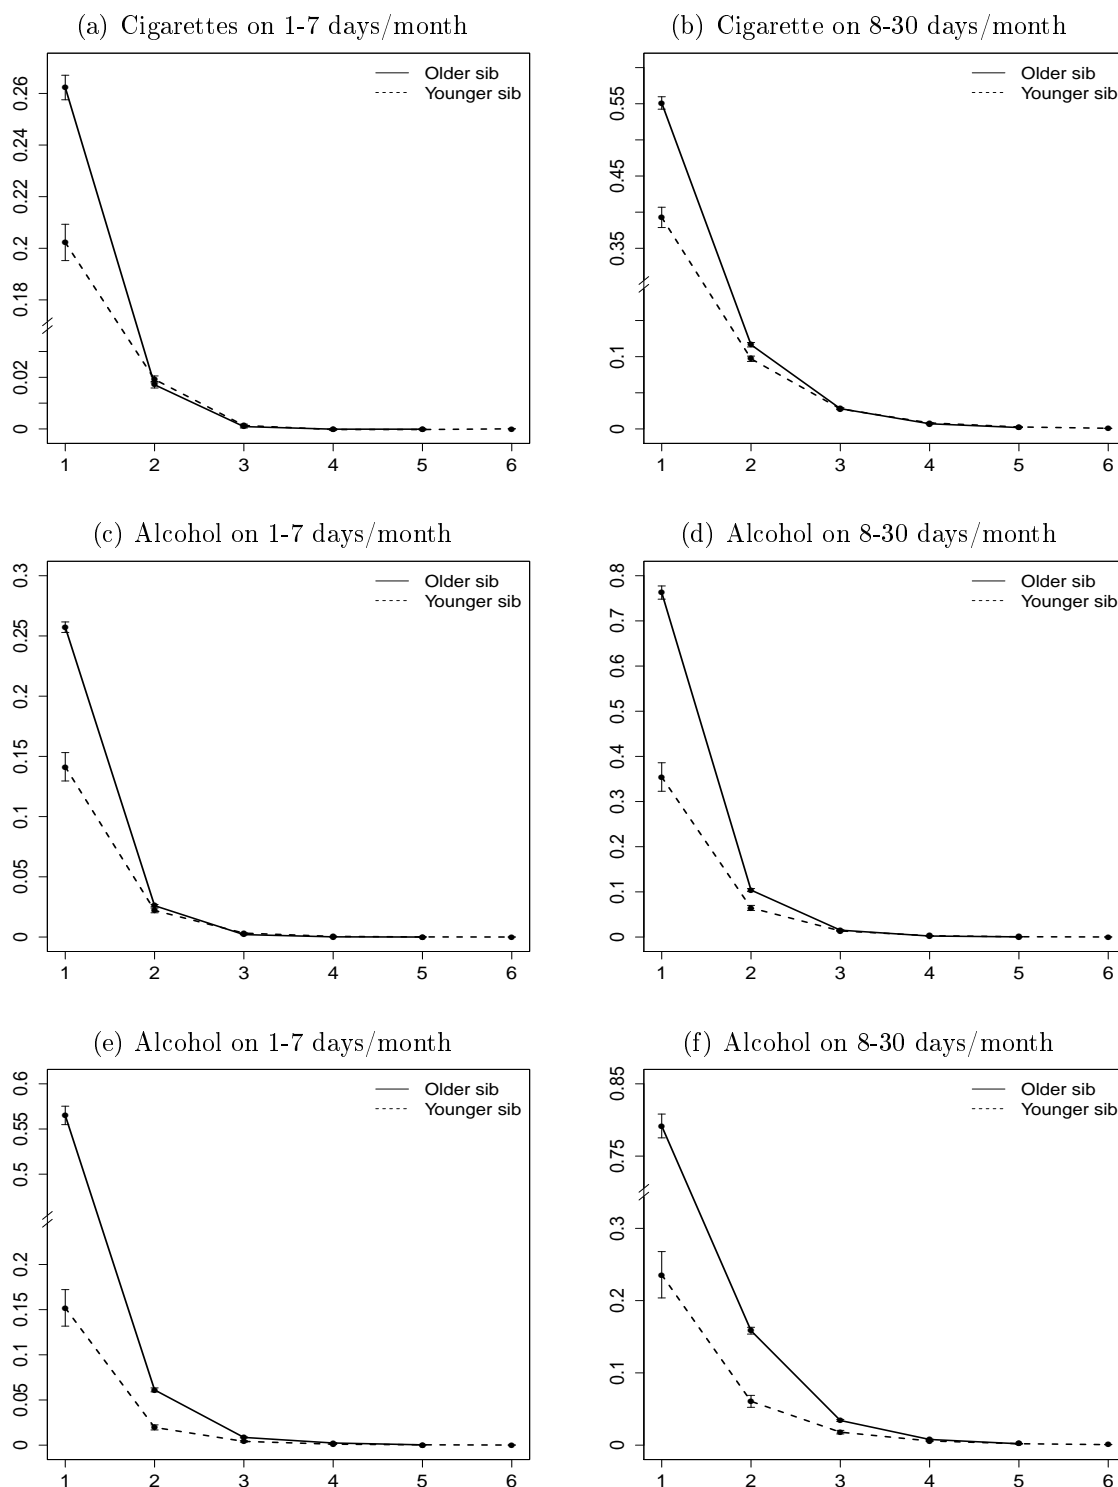 (a) Cigarettes on 1-7 days/month
Older sib
Younger sib
0.26
0.24
0.22
0.2
0.18
0.02
0
1 2 3 4 5 6
(b) Cigarette on 8-30 days/month
Older sib
Younger sib
0.55
0.45
0.35
0.1
0
1 2 3 4 5 6
(c) Alcohol on 1-7 days/month
Older sib
Younger sib
0.3
0.25
0.2
0.15
0.1
0.05
0
1 2 3 4 5 6
(d) Alcohol on 8-30 days/month
Older sib
Younger sib
0.8
0.7
0.6
0.5
0.4
0.3
0.2
0.1
0
1 2 3 4 5 6
(e) Alcohol on 1-7 days/month
Older sib
Younger sib
0.6
0.55
0.5
0.2
0.15
0.1
0.05
0
1 2 3 4 5 6
(f) Alcohol on 8-30 days/month
Older sib
Younger sib
0.85
0.75
0.3
0.2
0.1
0
1 2 3 4 5 6